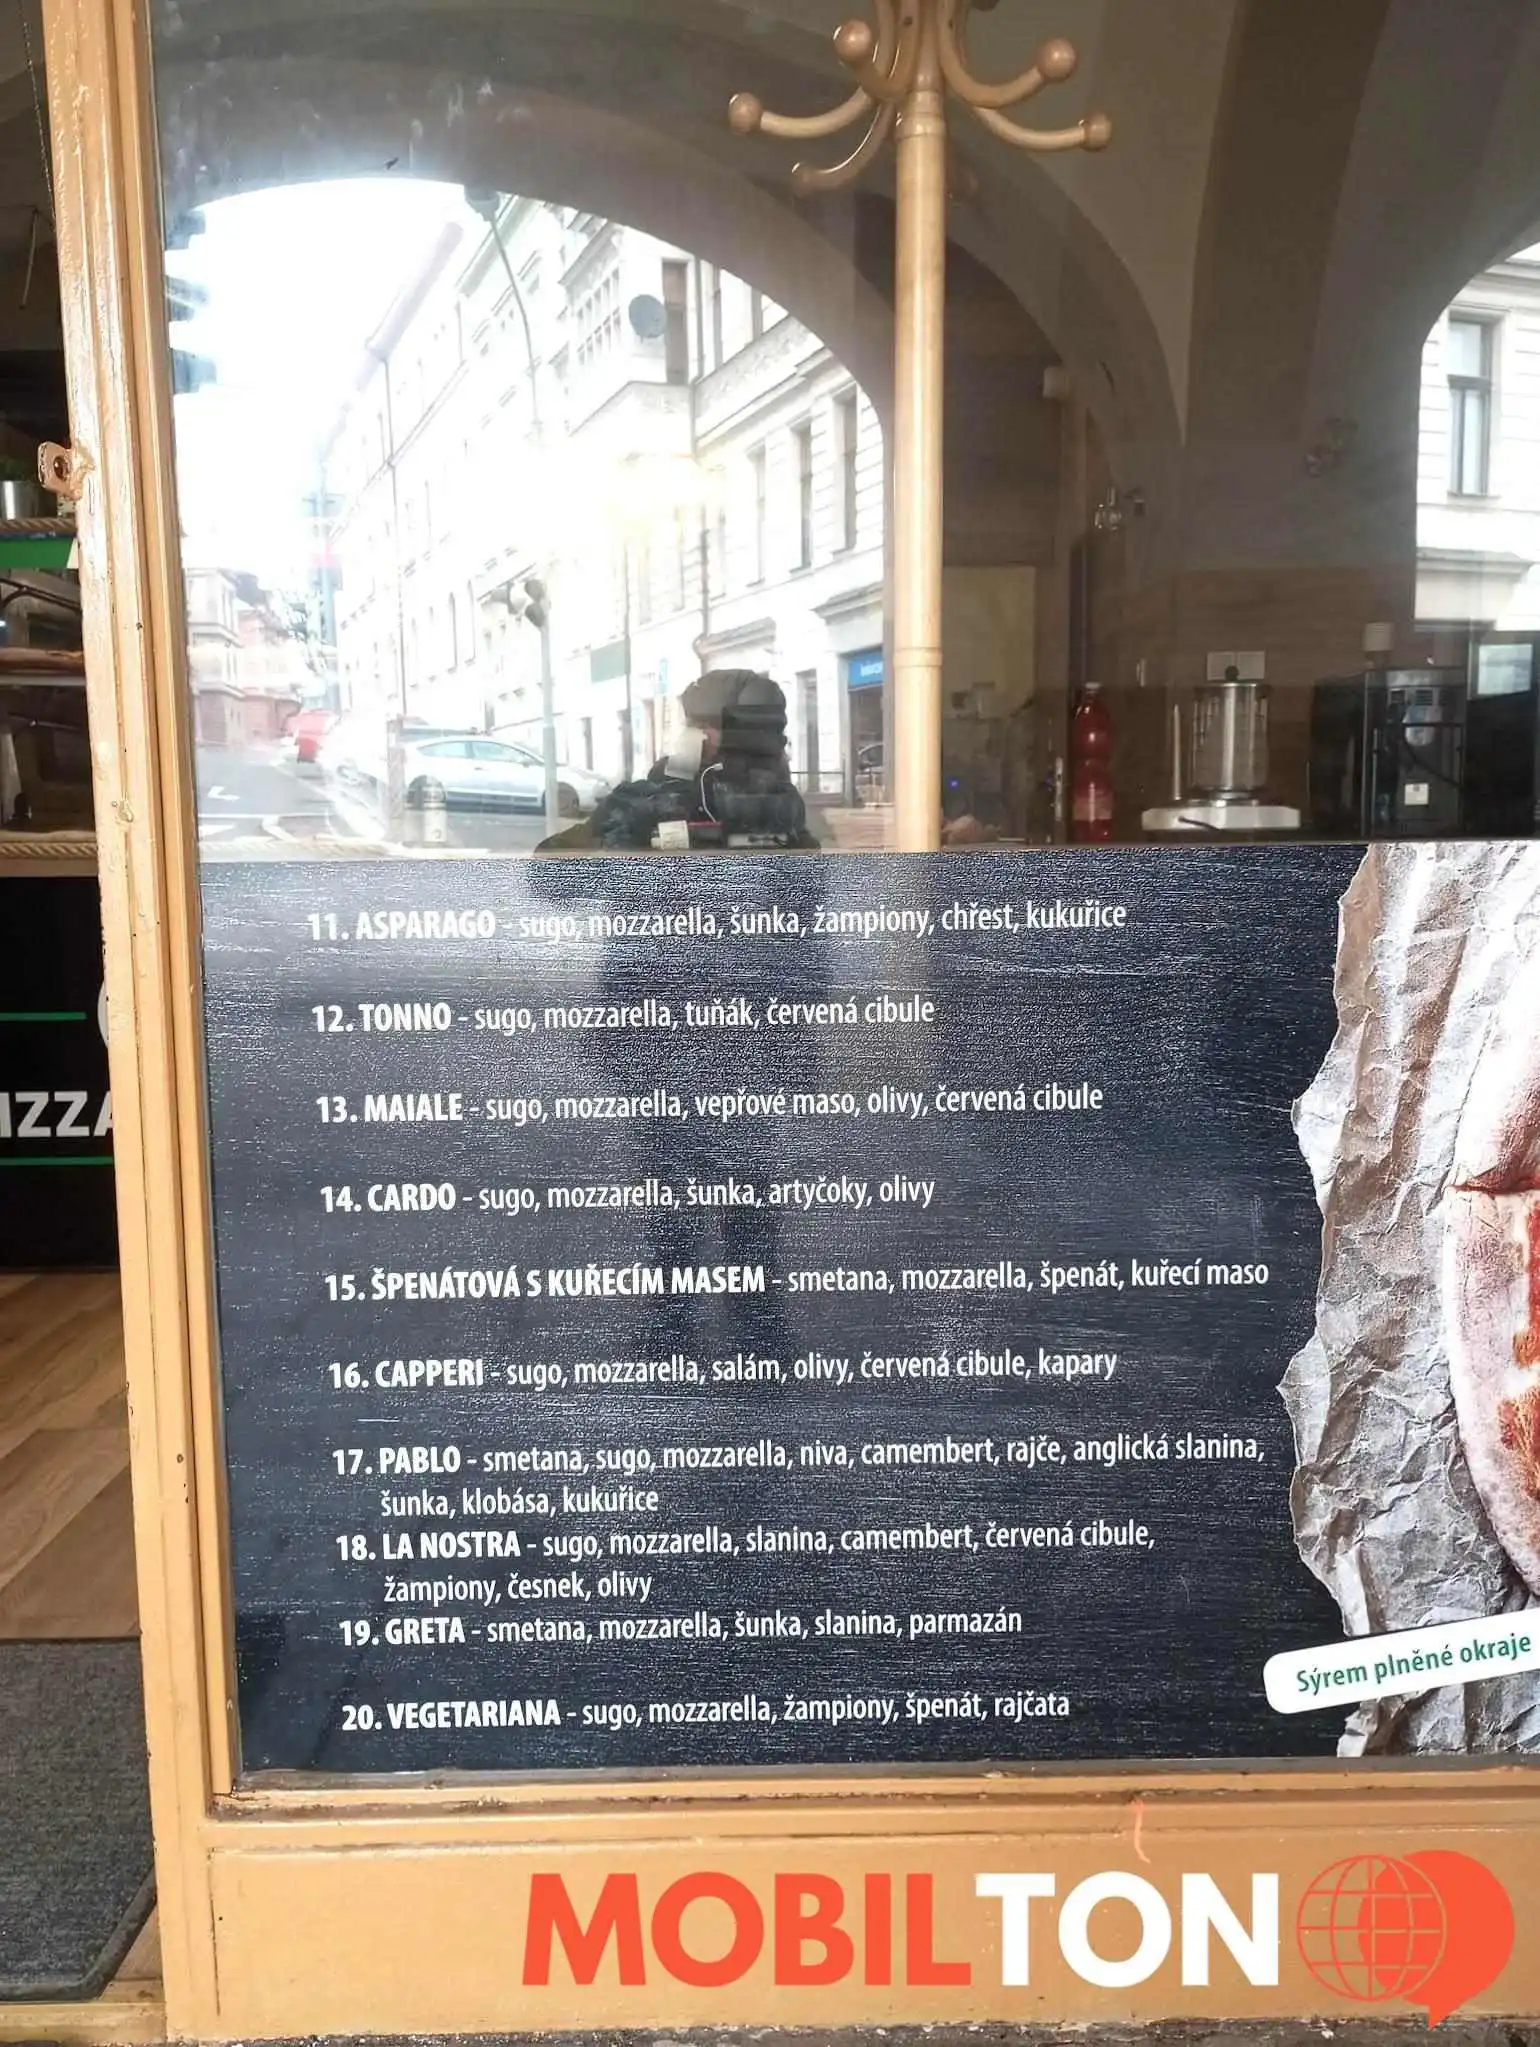 11. ASPARAGO - sugo, mozzarella, šunka, žampiony, chřest, kukuřice
12. TONNO - sugo, mozzarella, tuňák, červená cibule
13. MAIALE - sugo, mozzarella, vepřové maso, olivy, červená cibule
14. CARDO - sugo, mozzarella, šunka, artyčoky, olivy
15. ŠPENÁTOVÁ S KUŘECÍM MASEM - smetana, mozzarella, špenát, kuřecí maso
16. CAPPERI - sugo, mozzarella, salám, olivy, červená cibule, kapary
17. PABLO - smetana, sugo, mozzarella, niva, camembert, rajče, anglická slanina,
šunka, klobása, kukuřice
18. LA NOSTRA - sugo, mozzarella, slanina, camembert, červená cibule,
žampiony, česnek, olivy
19. GRETA - smetana, mozzarella, šunka, slanina, parmazán
20. VEGETARIANA - sugo, mozzarella, žampiony, špenát, rajčata
Sýrem plněné okraje
IZZA
MOBILTON